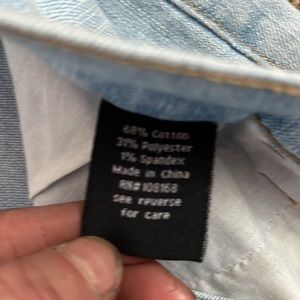 68% Cotton
31% Polyester
1% Spandex
Made in China
RN# 108168
see reverse
for care